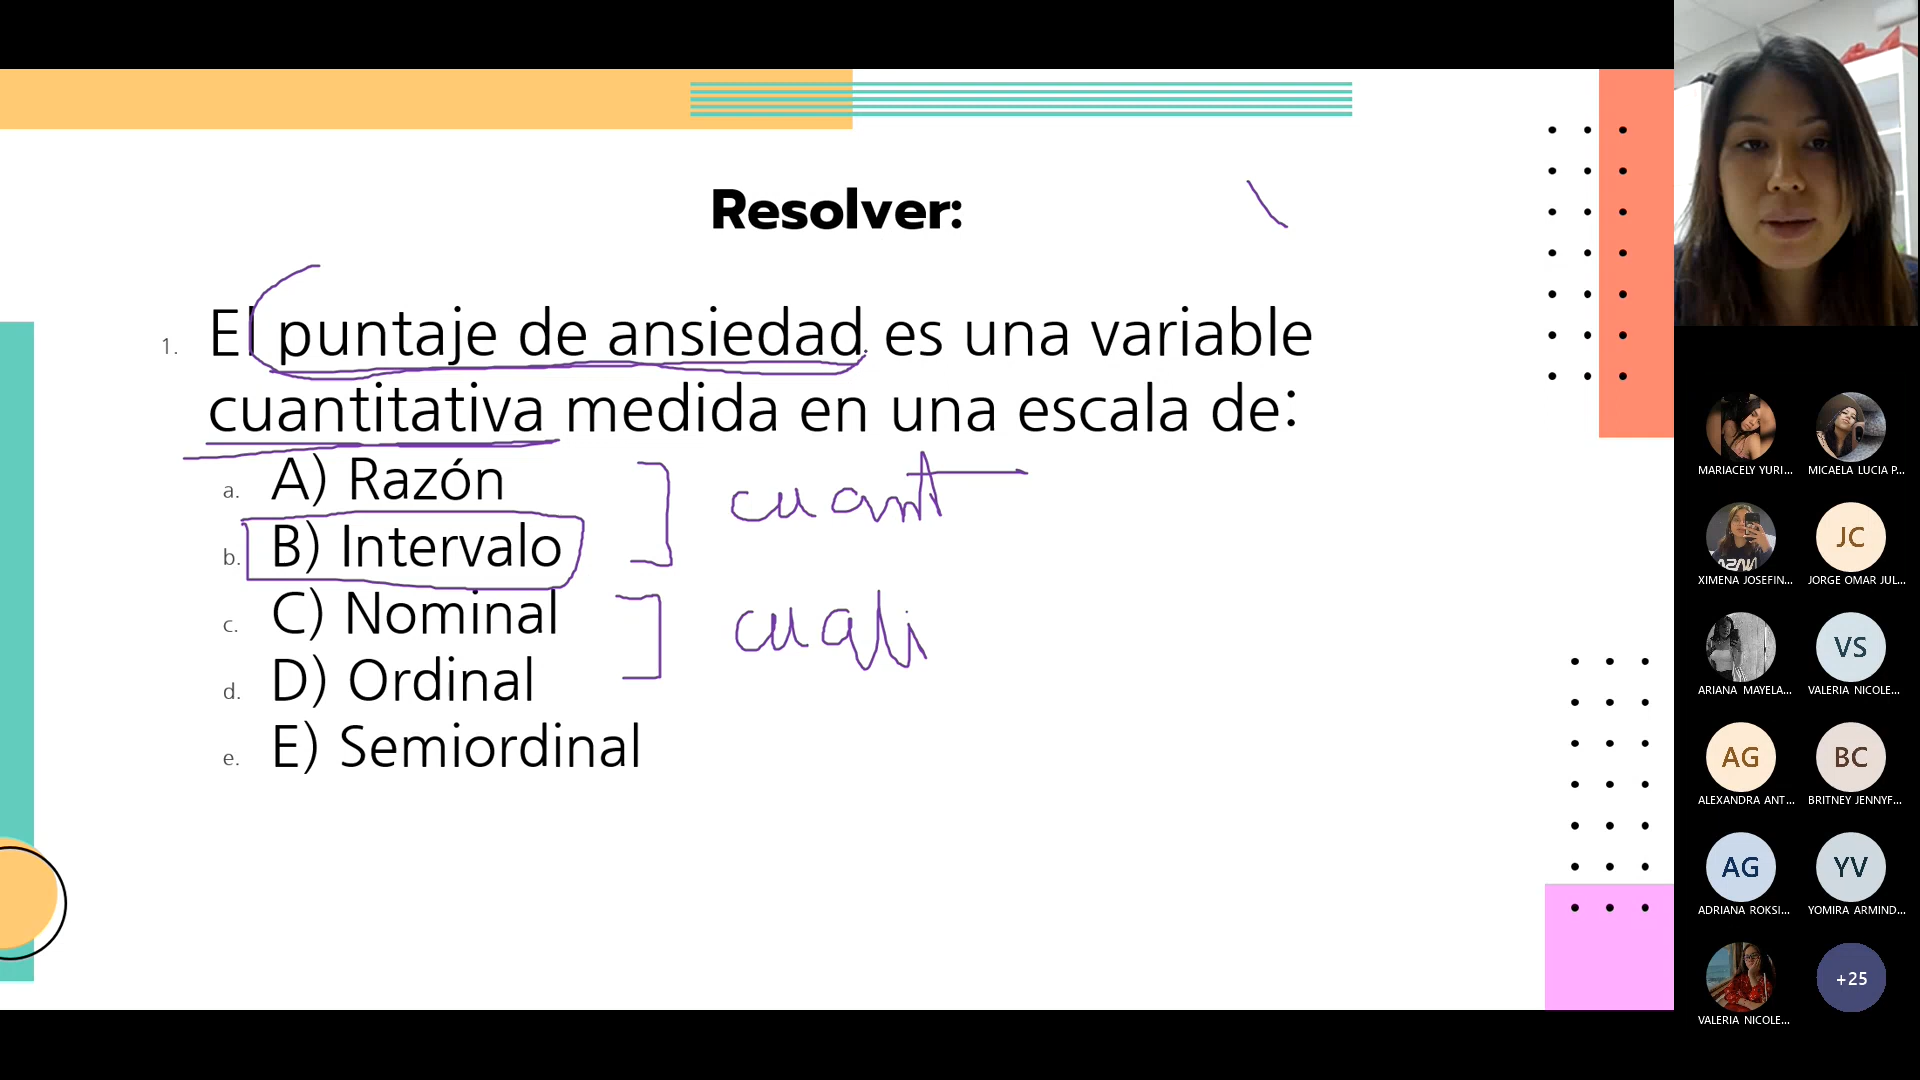 Resolver:
1. El puntaje de ansiedad es una variable
cuantitativa medida en una escala de:
a. A) Razón
b. B) Intervalo
c. C) Nominal
d. D) Ordinal
e. E) Semiordinal
cuant
cuali
MARIACELY YURI...
MICAELA LUCIA P...
XIMENA JOSEFIN...
JC
JORGE OMAR JUL...
ARIANA MAYELA...
VS
VALERIA NICOLE...
AG
ALEXANDRA ANT...
BC
BRITNEY JENNYF...
AG
ADRIANA ROKSI...
YV
YOMIRA ARMIND...
VALERIA NICOLE...
+25